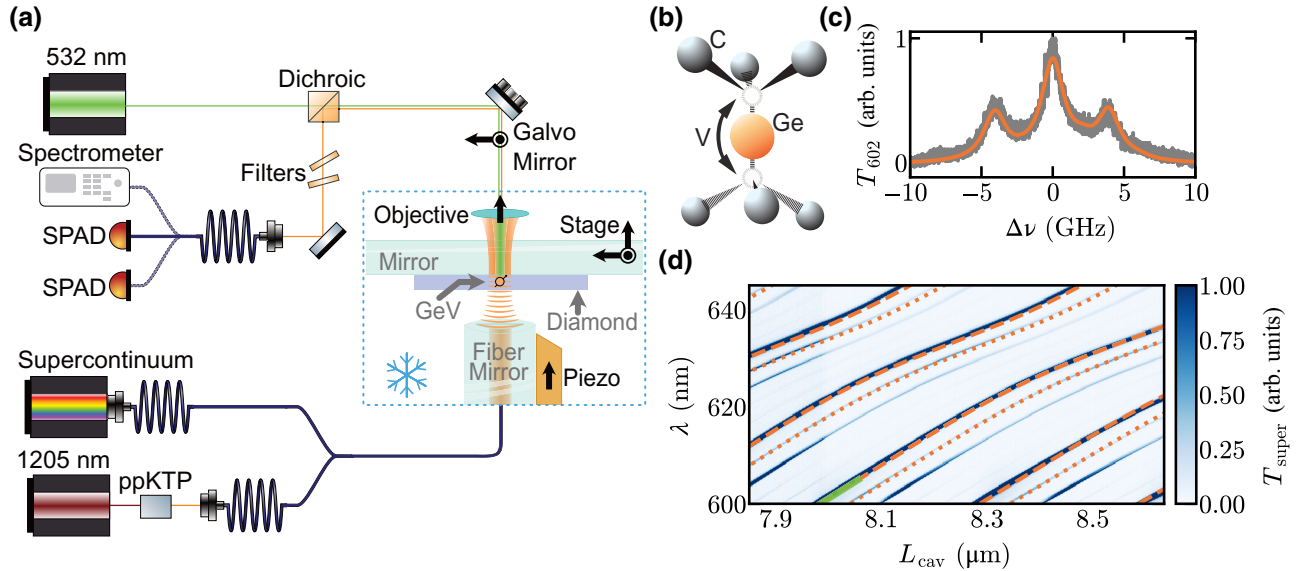 (a)
532 nm
Dichroic
Galvo
Mirror
Spectrometer
Filters
SPAD
SPAD
Objective
Stage
Mirror
GeV
Diamond
Fiber
Mirror
Piezo
Supercontinuum
1205 nm
ppKTP
(b)
C
Ge
V
(c)
T602 (arb. units)
1
0
−10
−5
0
5
10
Δν (GHz)
(d)
λ (nm)
640
620
600
7.9
8.1
8.3
8.5
Lcav (μm)
1.00
0.75
0.50
0.25
0.00
Tsuper (arb. units)